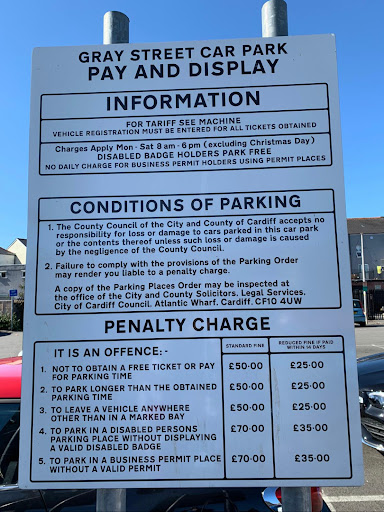 GRAY STREET CAR PARK
PAY AND DISPLAY
INFORMATION
FOR TARIFF SEE MACHINE
VEHICLE REGISTRATION MUST BE ENTERED FOR ALL TICKETS OBTAINED
Charges Apply Mon - Sat 8am - 6pm (excluding Christmas Day)
DISABLED BADGE HOLDERS PARK FREE
NO DAILY CHARGE FOR BUSINESS PERMIT HOLDERS USING PERMIT PLACES
CONDITIONS OF PARKING
1. The County Council of the City and County of Cardiff accepts no
responsibility for loss or damage to cars parked in this car park
or the contents thereof unless such loss or damage is caused
by the negligence of the County Council.
2. Failure to comply with the provisions of the Parking Order
may render you liable to a penalty charge.
A copy of the Parking Places Order may be inspected at
the office of the City and County Solicitors. Legal Services.
City of Cardiff Council. Atlantic Wharf. Cardiff. CF10 4UW
PENALTY CHARGE
IT IS AN OFFENCE: -
STANDARD FINE
REDUCED FINE IF PAID
WITHIN 14 DAYS
1. NOT TO OBTAIN A FREE TICKET OR PAY
FOR PARKING TIME
£50·00 £25·00
2. TO PARK LONGER THAN THE OBTAINED
PARKING TIME
£50·00 £25·00
3. TO LEAVE A VEHICLE ANYWHERE
OTHER THAN IN A MARKED BAY
£50·00 £25·00
4. TO PARK IN A DISABLED PERSONS
PARKING PLACE WITHOUT DISPLAYING
A VALID DISABLED BADGE
£70·00 £35·00
5. TO PARK IN A BUSINESS PERMIT PLACE
WITHOUT A VALID PERMIT
£70·00 £35·00